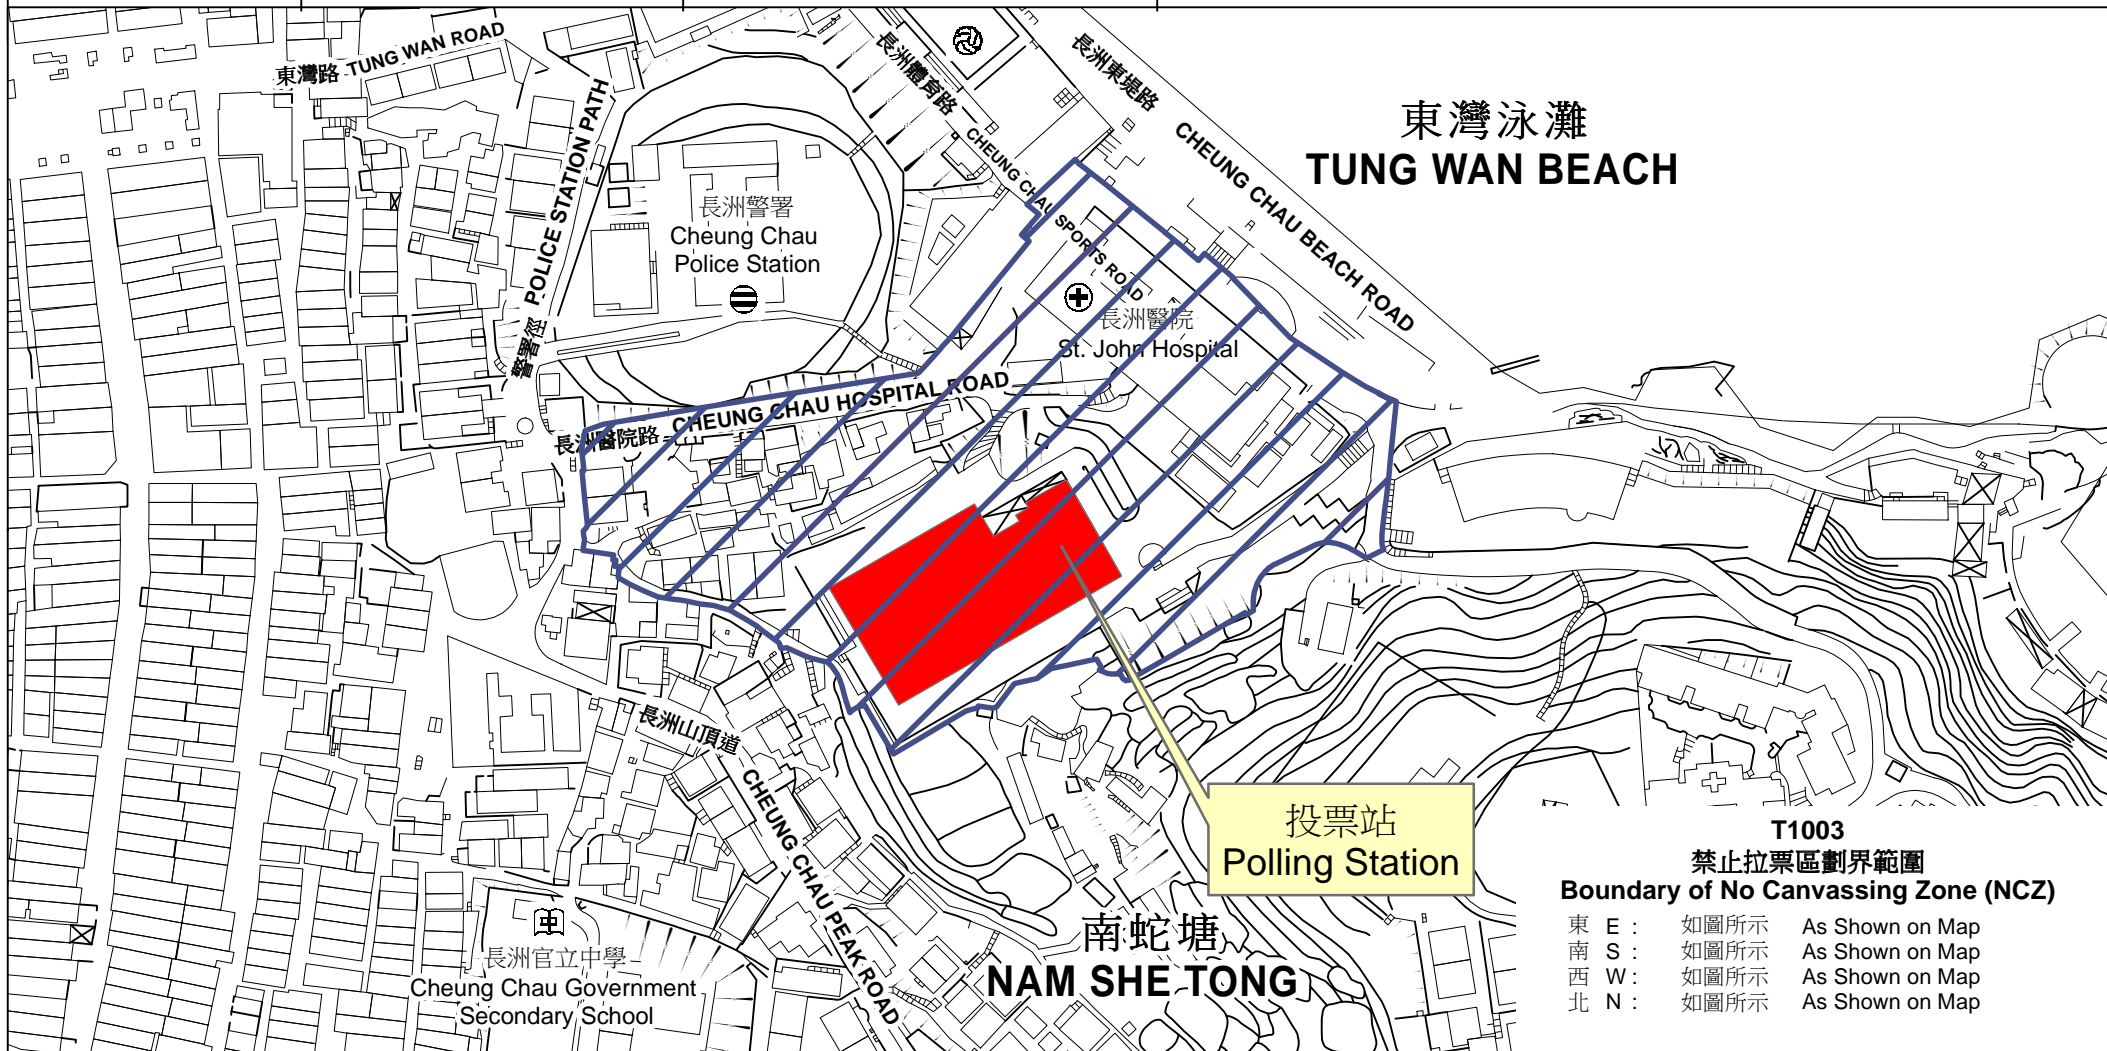 東灣路 TUNG WAN ROAD
警署徑 POLICE STATION PATH
長洲體育路 CHEUNG CHAU SPORTS ROAD
長洲東堤路 CHEUNG CHAU BEACH ROAD
東灣泳灘
TUNG WAN BEACH
長洲警署
Cheung Chau
Police Station
長洲醫院
St. John Hospital
長洲醫院路 CHEUNG CHAU HOSPITAL ROAD
長洲山頂道 CHEUNG CHAU PEAK ROAD
投票站
Polling Station
中
長洲官立中學
Cheung Chau Government
Secondary School
南蛇塘
NAM SHE TONG
T1003
禁止拉票區劃界範圍
Boundary of No Canvassing Zone (NCZ)
東 E : 如圖所示 As Shown on Map
南 S : 如圖所示 As Shown on Map
西 W : 如圖所示 As Shown on Map
北 N : 如圖所示 As Shown on Map